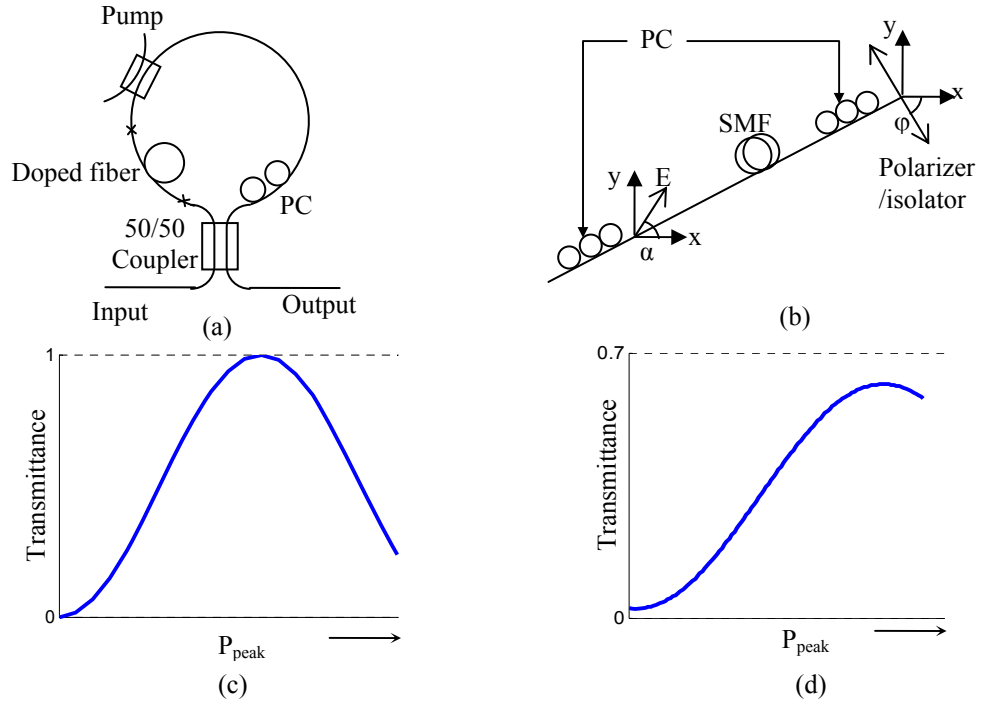 Pump
Doped fiber
PC
50/50
Coupler
Input
Output
(a)
PC
y
x
φ
SMF
Polarizer
/isolator
y
E
x
α
(b)
1
Transmittance
0
P_peak
(c)
0.7
Transmittance
0
P_peak
(d)